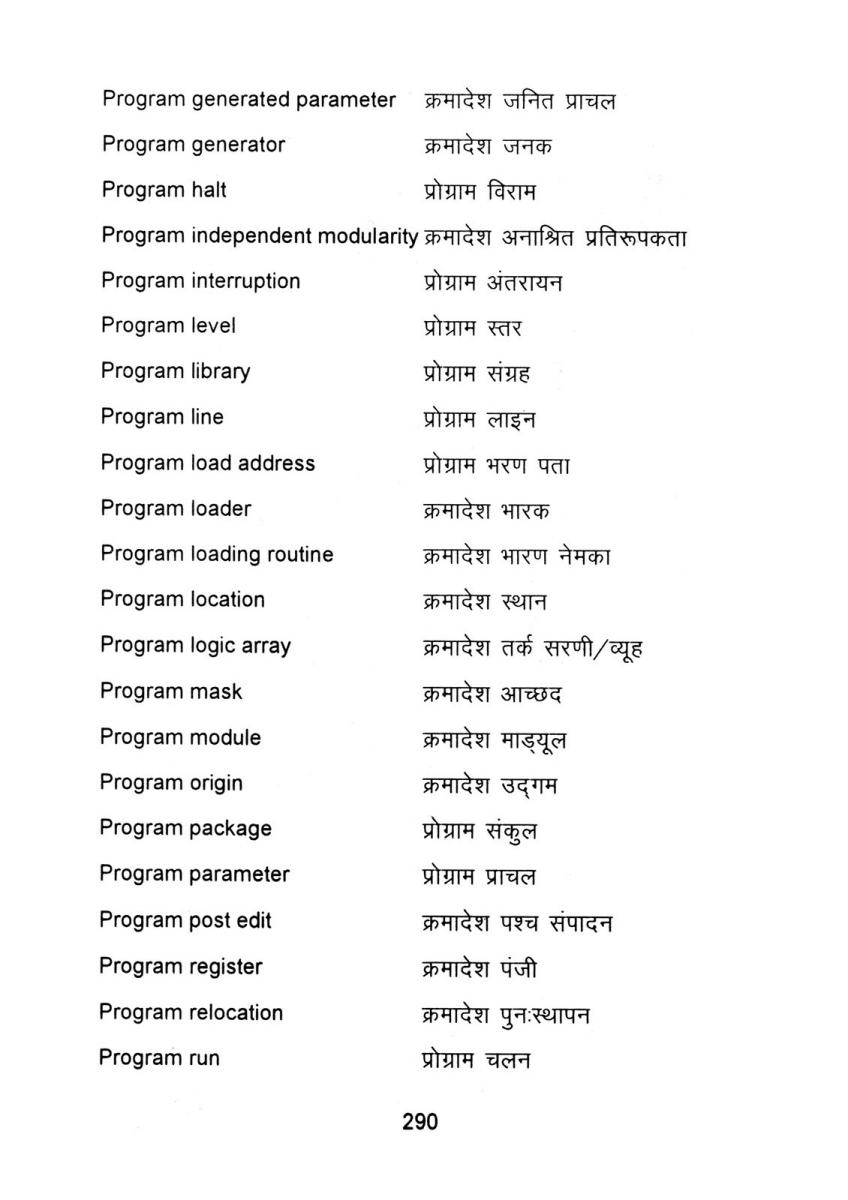 Program generated parameter क्रमादेश जनित प्राचल
Program generator क्रमादेश जनक
Program halt प्रोग्राम विराम
Program independent modularity क्रमादेश अनाश्रित प्रतिरूपकता
Program interruption प्रोग्राम अंतरायन
Program level प्रोग्राम स्तर
Program library प्रोग्राम संग्रह
Program line प्रोग्राम लाइन
Program load address प्रोग्राम भरण पता
Program loader क्रमादेश भारक
Program loading routine क्रमादेश भारण नेमका
Program location क्रमादेश स्थान
Program logic array क्रमादेश तर्क सरणी/व्यूह
Program mask क्रमादेश आच्छद
Program module क्रमादेश माड्यूल
Program origin क्रमादेश उद्‌गम
Program package प्रोग्राम संकुल
Program parameter प्रोग्राम प्राचल
Program post edit क्रमादेश पश्च संपादन
Program register क्रमादेश पंजी
Program relocation क्रमादेश पुनःस्थापन
Program run प्रोग्राम चलन
290